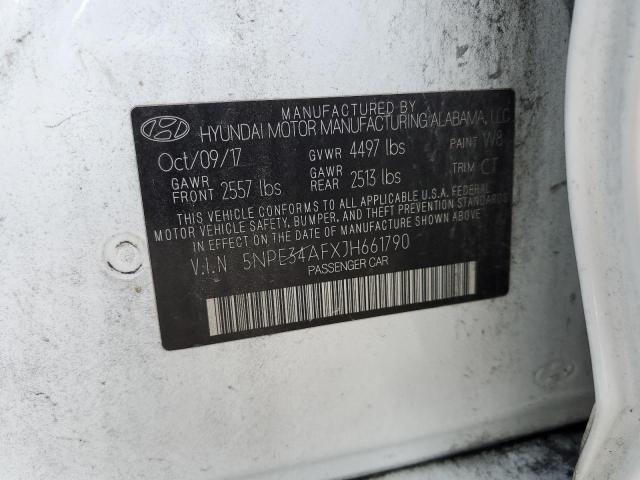 MANUFACTURED BY
HYUNDAI MOTOR MANUFACTURING ALABAMA, LLC
Oct/09/17 GVWR 4497 lbs PAINT W8
GAWR FRONT 2557 lbs GAWR REAR 2513 lbs TRIM CT
THIS VEHICLE CONFORMS TO ALL APPLICABLE U.S.A. FEDERAL
MOTOR VEHICLE SAFETY, BUMPER, AND THEFT PREVENTION STANDARDS
IN EFFECT ON THE DATE OF MANUFACTURE SHOWN ABOVE.
V.I.N 5NPE34AFXJH661790
PASSENGER CAR